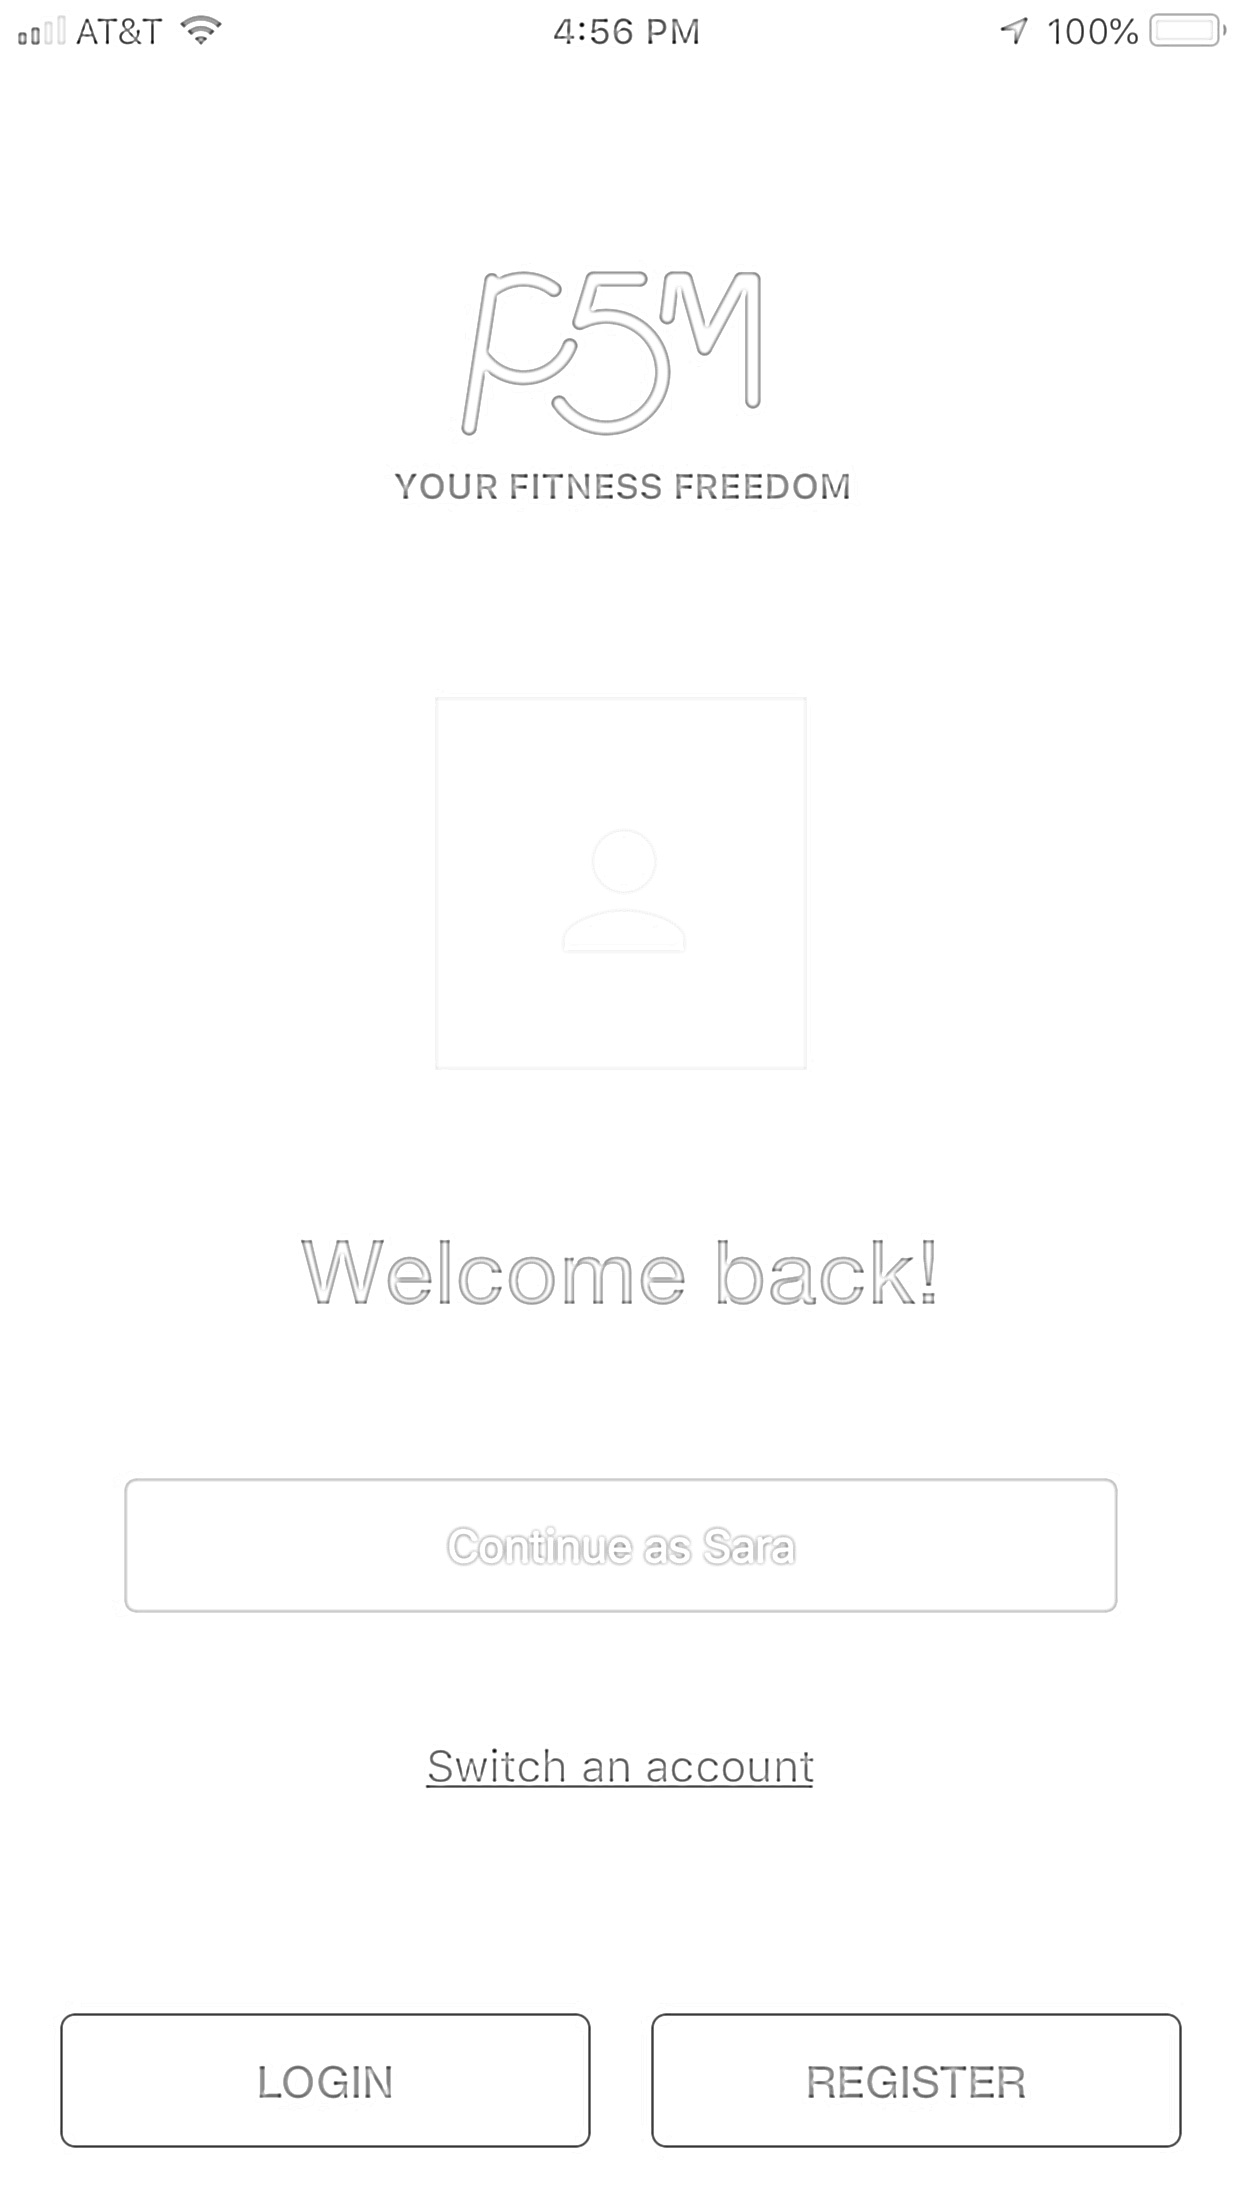 AT&T 4:56 PM 100%
P5M
YOUR FITNESS FREEDOM
Welcome back!
Continue as Sara
Switch an account
LOGIN REGISTER